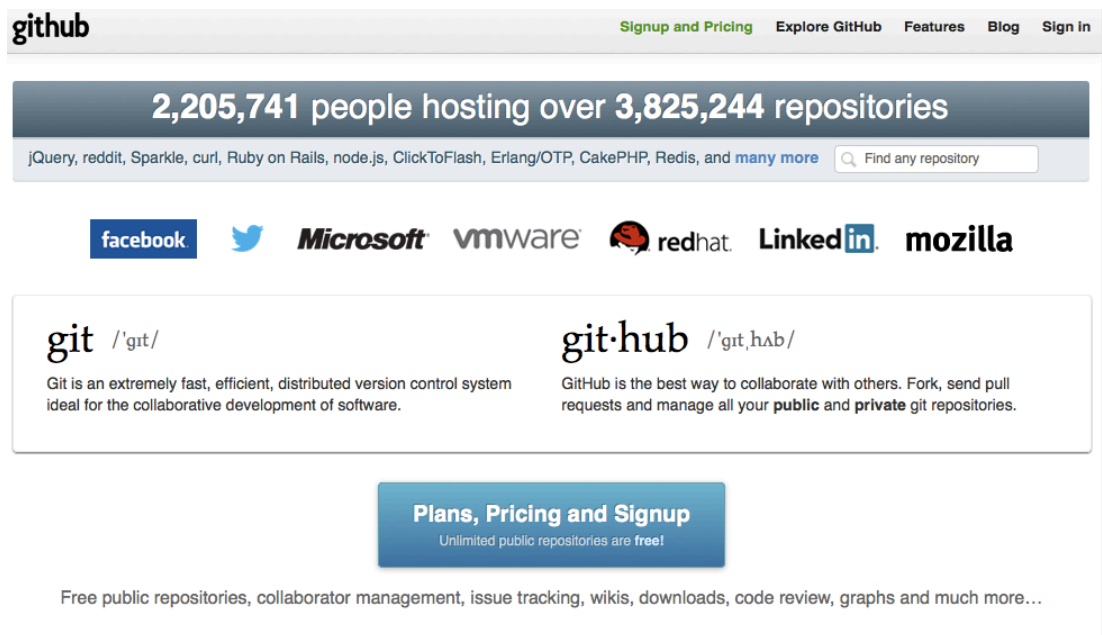 github
Signup and Pricing Explore GitHub Features Blog Sign in
2,205,741 people hosting over 3,825,244 repositories
jQuery, reddit, Sparkle, curl, Ruby on Rails, node.js, ClickToFlash, Erlang/OTP, CakePHP, Redis, and many more
Find any repository
facebook Microsoft vmware redhat. Linked in. mozilla
git /ˈgɪt/
Git is an extremely fast, efficient, distributed version control system
ideal for the collaborative development of software.
git·hub /ˈgɪtˌhʌb/
GitHub is the best way to collaborate with others. Fork, send pull
requests and manage all your public and private git repositories.
Plans, Pricing and Signup
Unlimited public repositories are free!
Free public repositories, collaborator management, issue tracking, wikis, downloads, code review, graphs and much more…